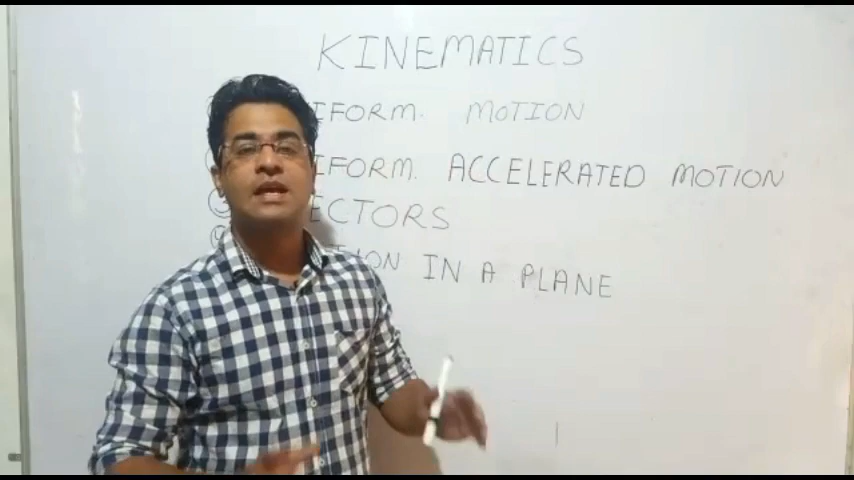 KINEMATICS
IFORM. MOTION
IFORM. ACCELERATED MOTION
ECTORS
ION IN A PLANE